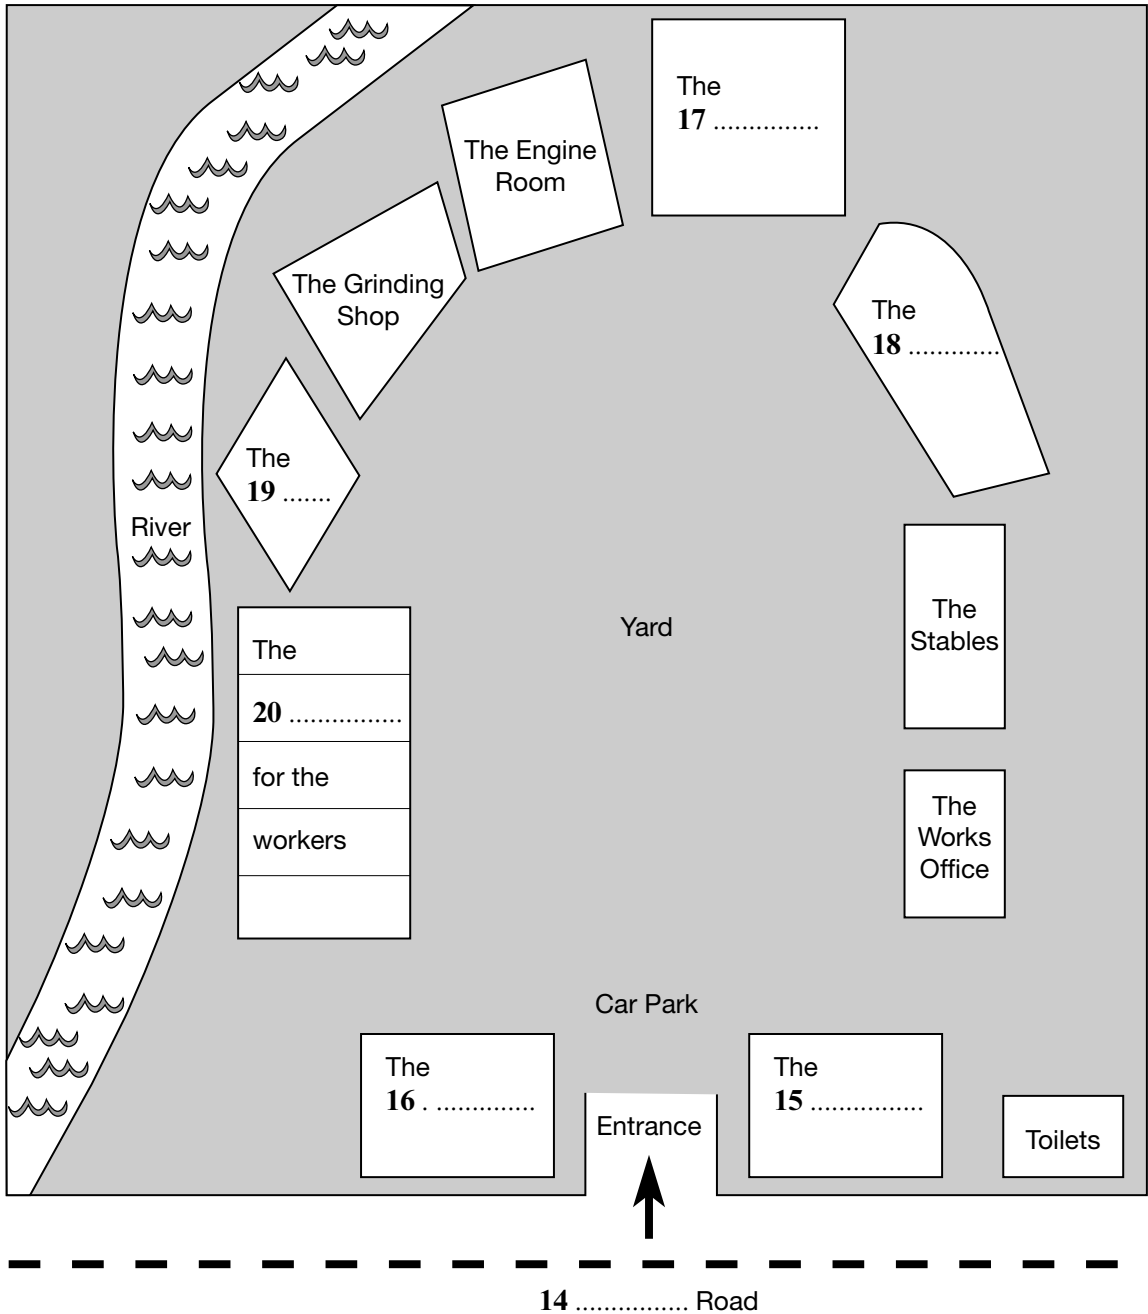 The
17 ...............
The Engine
Room
The Grinding
Shop
The
18 .............
The
19 .......
River
Yard
The
Stables
The
20 ................
for the
workers
The
Works
Office
Car Park
The
16 . ..............
The
15 ................
Entrance
Toilets
14 ................ Road